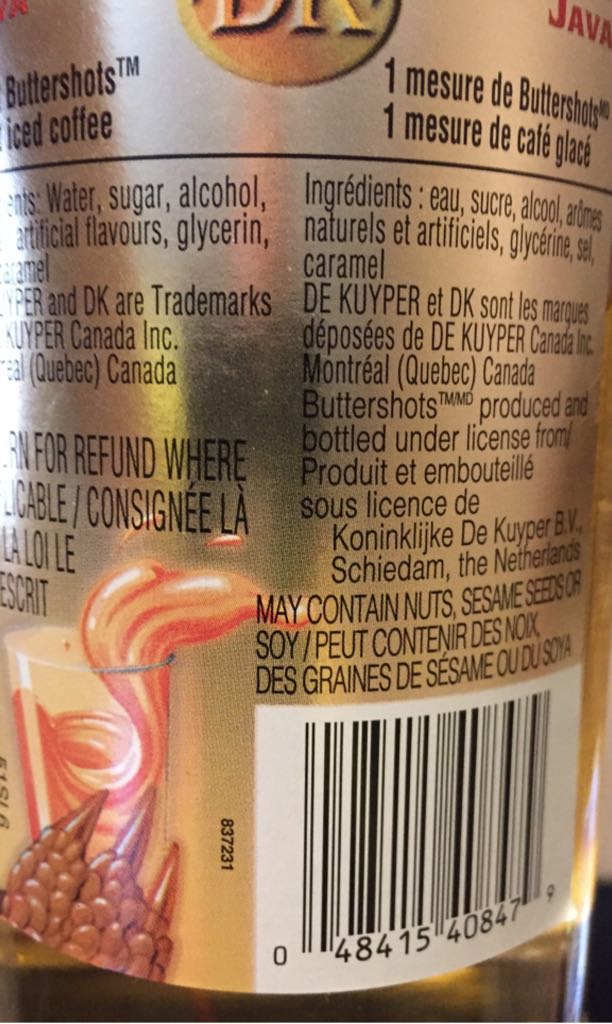 DK
JAVA
Buttershots™
iced coffee
1 mesure de Buttershots MD
1 mesure de café glacé
Water, sugar, alcohol,
artificial flavours, glycerin,
caramel
and DK are Trademarks
KUYPER Canada Inc.
(Quebec) Canada
FOR REFUND WHERE
/ CONSIGNÉE LÀ
LA LOI LE
Ingrédients : eau, sucre, alcool, arômes
naturels et artificiels, glycérine, sel,
caramel
DE KUYPER et DK sont les marques
déposées de DE KUYPER Canada Inc.
Montréal (Quebec) Canada
Buttershots™/MD produced and
bottled under license from/
Produit et embouteillé
sous licence de
Koninklijke De Kuyper B.V.,
Schiedam, the Netherlands
MAY CONTAIN NUTS, SESAME SEEDS OR
SOY / PEUT CONTENIR DES NOIX,
DES GRAINES DE SÉSAME OU DU SOYA
837231
0 48415 40847 9